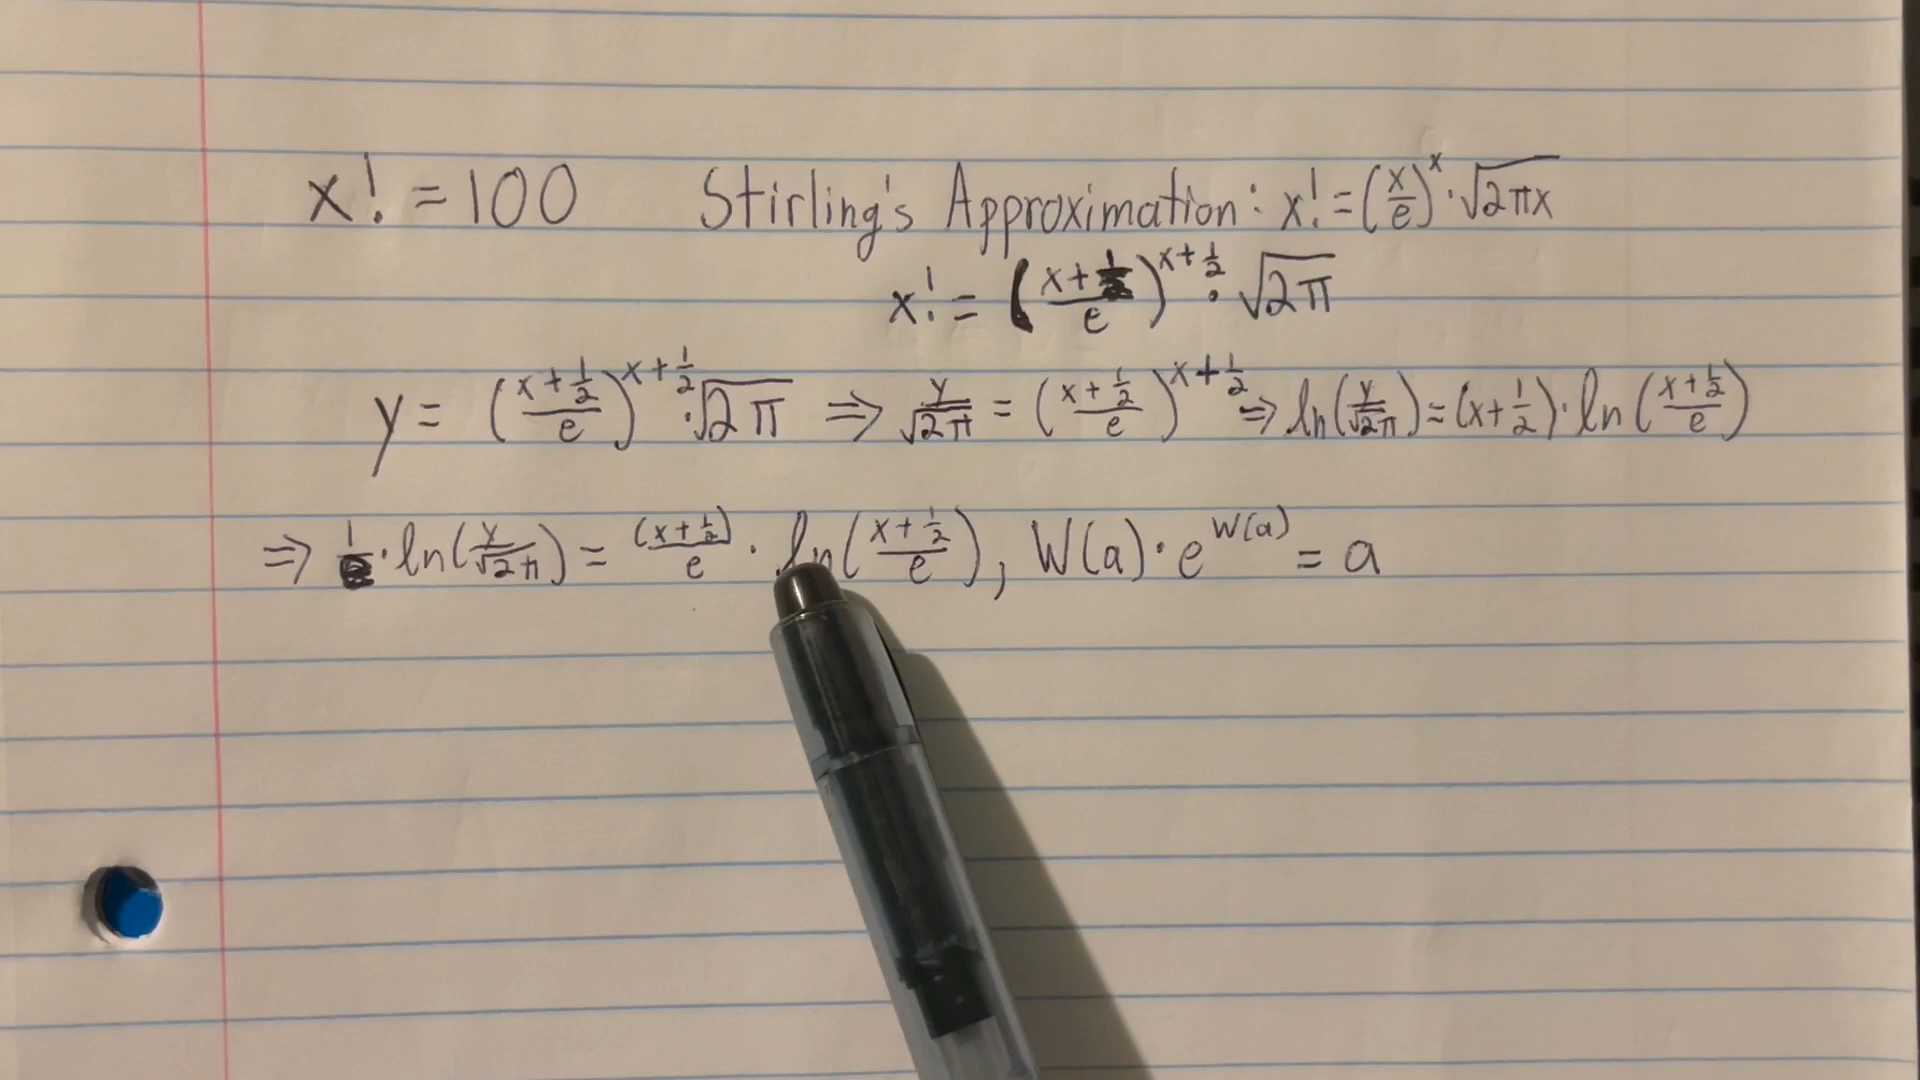 x! = 100 Stirling's Approximation: x! = (x/e)^x · √(2πx)
x! = ((x + 1/2)/e)^(x + 1/2) · √(2π)
y = ((x + 1/2)/e)^(x + 1/2) · √(2π) ⇒ y/√(2π) = ((x + 1/2)/e)^(x + 1/2) ⇒ ln(y/√(2π)) = (x + 1/2) · ln((x + 1/2)/e)
⇒ 1/e · ln(y/√(2π)) = (x + 1/2)/e · ln((x + 1/2)/e), W(a) · e^(W(a)) = a